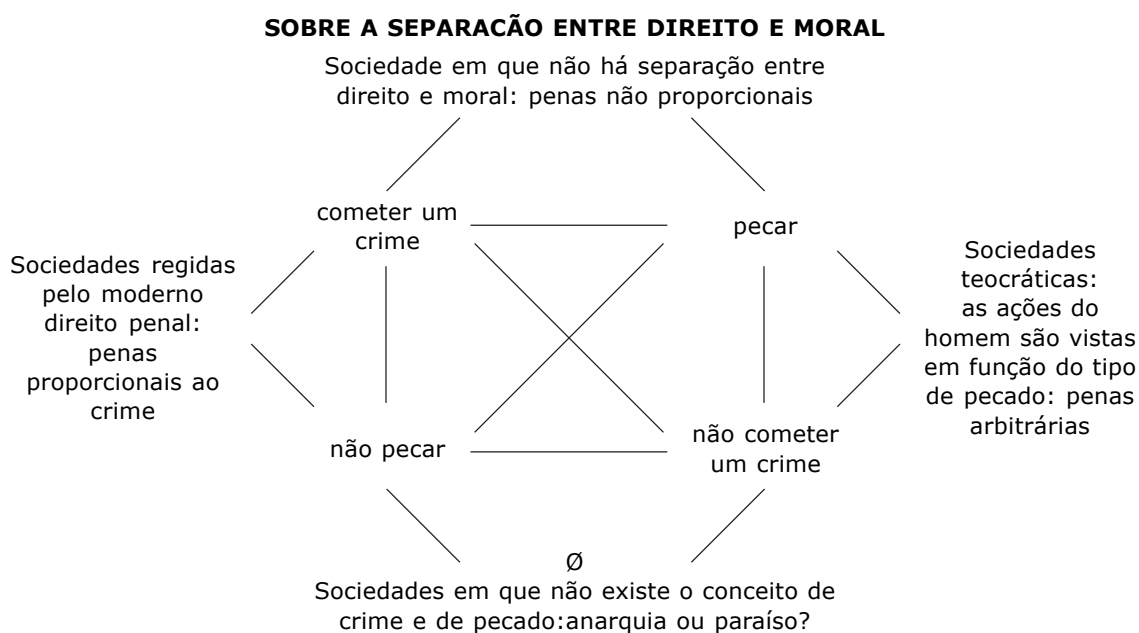 SOBRE A SEPARACÃO ENTRE DIREITO E MORAL
Sociedade em que não há separação entre
direito e moral: penas não proporcionais
cometer um
crime
pecar
Sociedades regidas
pelo moderno
direito penal:
penas
proporcionais ao
crime
Sociedades
teocráticas:
as ações do
homem são vistas
em função do tipo
de pecado: penas
arbitrárias
não pecar
não cometer
um crime
Ø
Sociedades em que não existe o conceito de
crime e de pecado:anarquia ou paraíso?